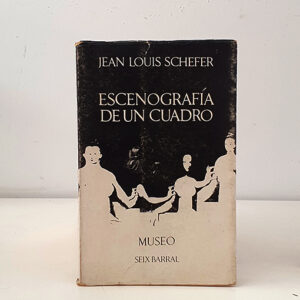 JEAN LOUIS SCHEFER
ESCENOGRAFÍA
DE UN CUADRO
MUSEO
SEIX BARRAL